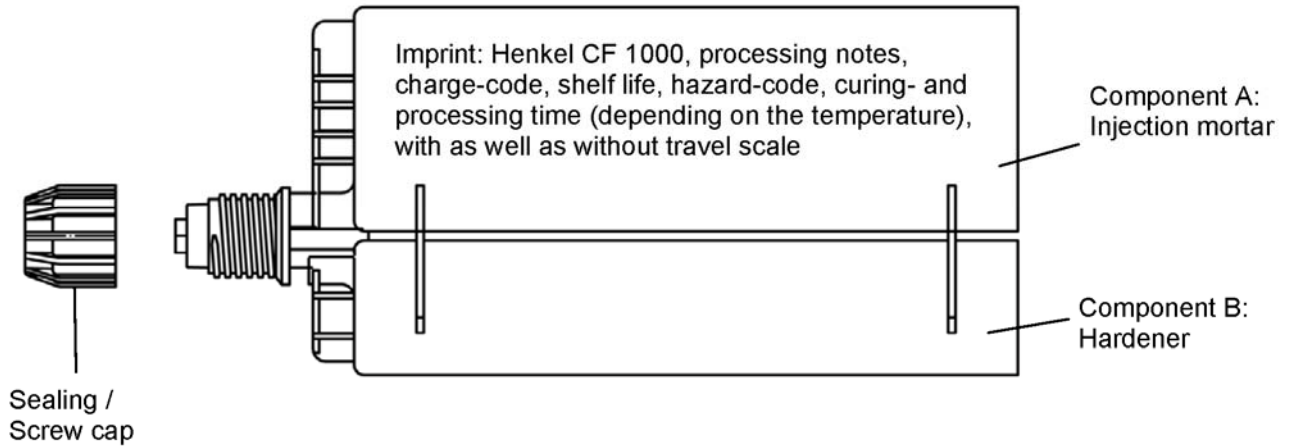 Imprint: Henkel CF 1000, processing notes,
charge-code, shelf life, hazard-code, curing- and
processing time (depending on the temperature),
with as well as without travel scale
Component A:
Injection mortar
Component B:
Hardener
Sealing /
Screw cap